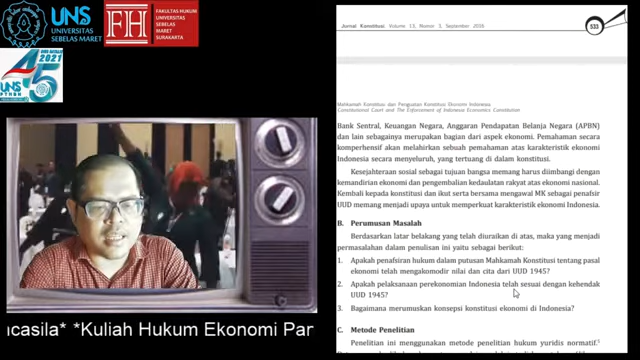 UNS
UNIVERSITAS
SEBELAS MARET
FH
FAKULTAS HUKUM
UNIVERSITAS
SEBELAS
MARET
SURAKARTA
2021
45
UNS
PTNBH
Jurnal Konstitusi Volume 13, Nomor 3, September 2016
533
Mahkamah Konstitusi dan Penguatan Konstitusi Ekonomi Indonesia
Constitutional Court and The Enforcement of Indonesia Economics Constitution
Bank Sentral, Keuangan Negara, Anggaran Pendapatan Belanja Negara (APBN)
dan lain sebagainya merupakan bagian dari aspek ekonomi. Pemahaman secara
komperhensif akan melahirkan sebuah pemahaman atas karakteristik ekonomi
Indonesia secara menyeluruh, yang tertuang di dalam konstitusi.
Kesejahteraan sosial sebagai tujuan bangsa memang harus diimbangi dengan
kemandirian ekonomi dan pengembalian kedaulatan rakyat atas ekonomi nasional.
Kembali kepada konstitusi dan ikut serta bersama mengawal MK sebagai penafsir
UUD memang menjadi upaya untuk memperkuat karakteristik ekonomi Indonesia.
B. Perumusan Masalah
Berdasarkan latar belakang yang telah diuraikan di atas, maka yang menjadi
permasalahan dalam penulisan ini yaitu sebagai berikut:
1. Apakah penafsiran hukum dalam putusan Mahkamah Konstitusi tentang pasal
ekonomi telah mengakomodir nilai dan cita dari UUD 1945?
2. Apakah pelaksanaan perekonomian Indonesia telah sesuai dengan kehendak
UUD 1945?
3. Bagaimana merumuskan konsepsi konstitusi ekonomi di Indonesia?
C. Metode Penelitian
Penelitian ini menggunakan metode penelitian hukum yuridis normatif.
ncasila* *Kuliah Hukum Ekonomi Par